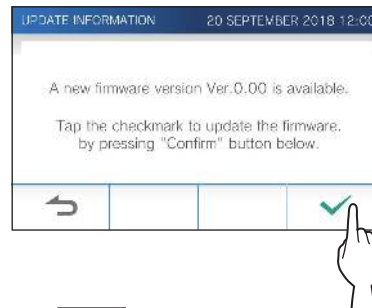 UPDATE INFORMATION 20 SEPTEMBER 2018 12:00
A new firmware version Ver.0.00 is available.
Tap the checkmark to update the firmware.
by pressing "Confirm" button below.